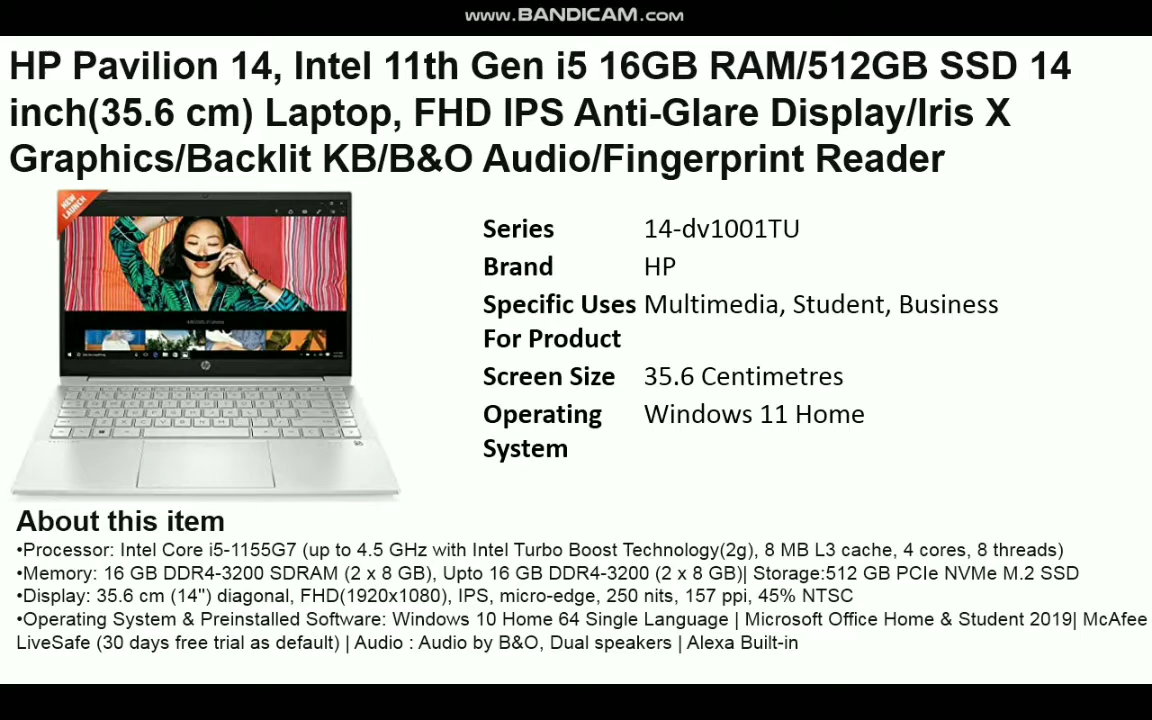 www.BANDICAM.com
HP Pavilion 14, Intel 11th Gen i5 16GB RAM/512GB SSD 14
inch(35.6 cm) Laptop, FHD IPS Anti-Glare Display/Iris X
Graphics/Backlit KB/B&O Audio/Fingerprint Reader
NEW
LAUNCH
Series 14-dv1001TU
Brand HP
Specific Uses Multimedia, Student, Business
For Product
Screen Size 35.6 Centimetres
Operating Windows 11 Home
System
hp
About this item
•Processor: Intel Core i5-1155G7 (up to 4.5 GHz with Intel Turbo Boost Technology(2g), 8 MB L3 cache, 4 cores, 8 threads)
•Memory: 16 GB DDR4-3200 SDRAM (2 x 8 GB), Upto 16 GB DDR4-3200 (2 x 8 GB)| Storage:512 GB PCIe NVMe M.2 SSD
•Display: 35.6 cm (14") diagonal, FHD(1920x1080), IPS, micro-edge, 250 nits, 157 ppi, 45% NTSC
•Operating System & Preinstalled Software: Windows 10 Home 64 Single Language | Microsoft Office Home & Student 2019| McAfee
LiveSafe (30 days free trial as default) | Audio : Audio by B&O, Dual speakers | Alexa Built-in